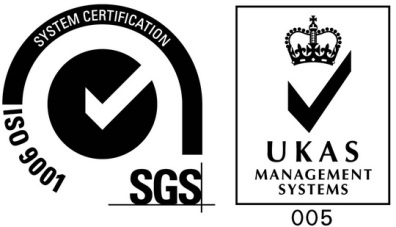 SYSTEM CERTIFICATION
ISO 9001
SGS
UKAS
MANAGEMENT
SYSTEMS
005